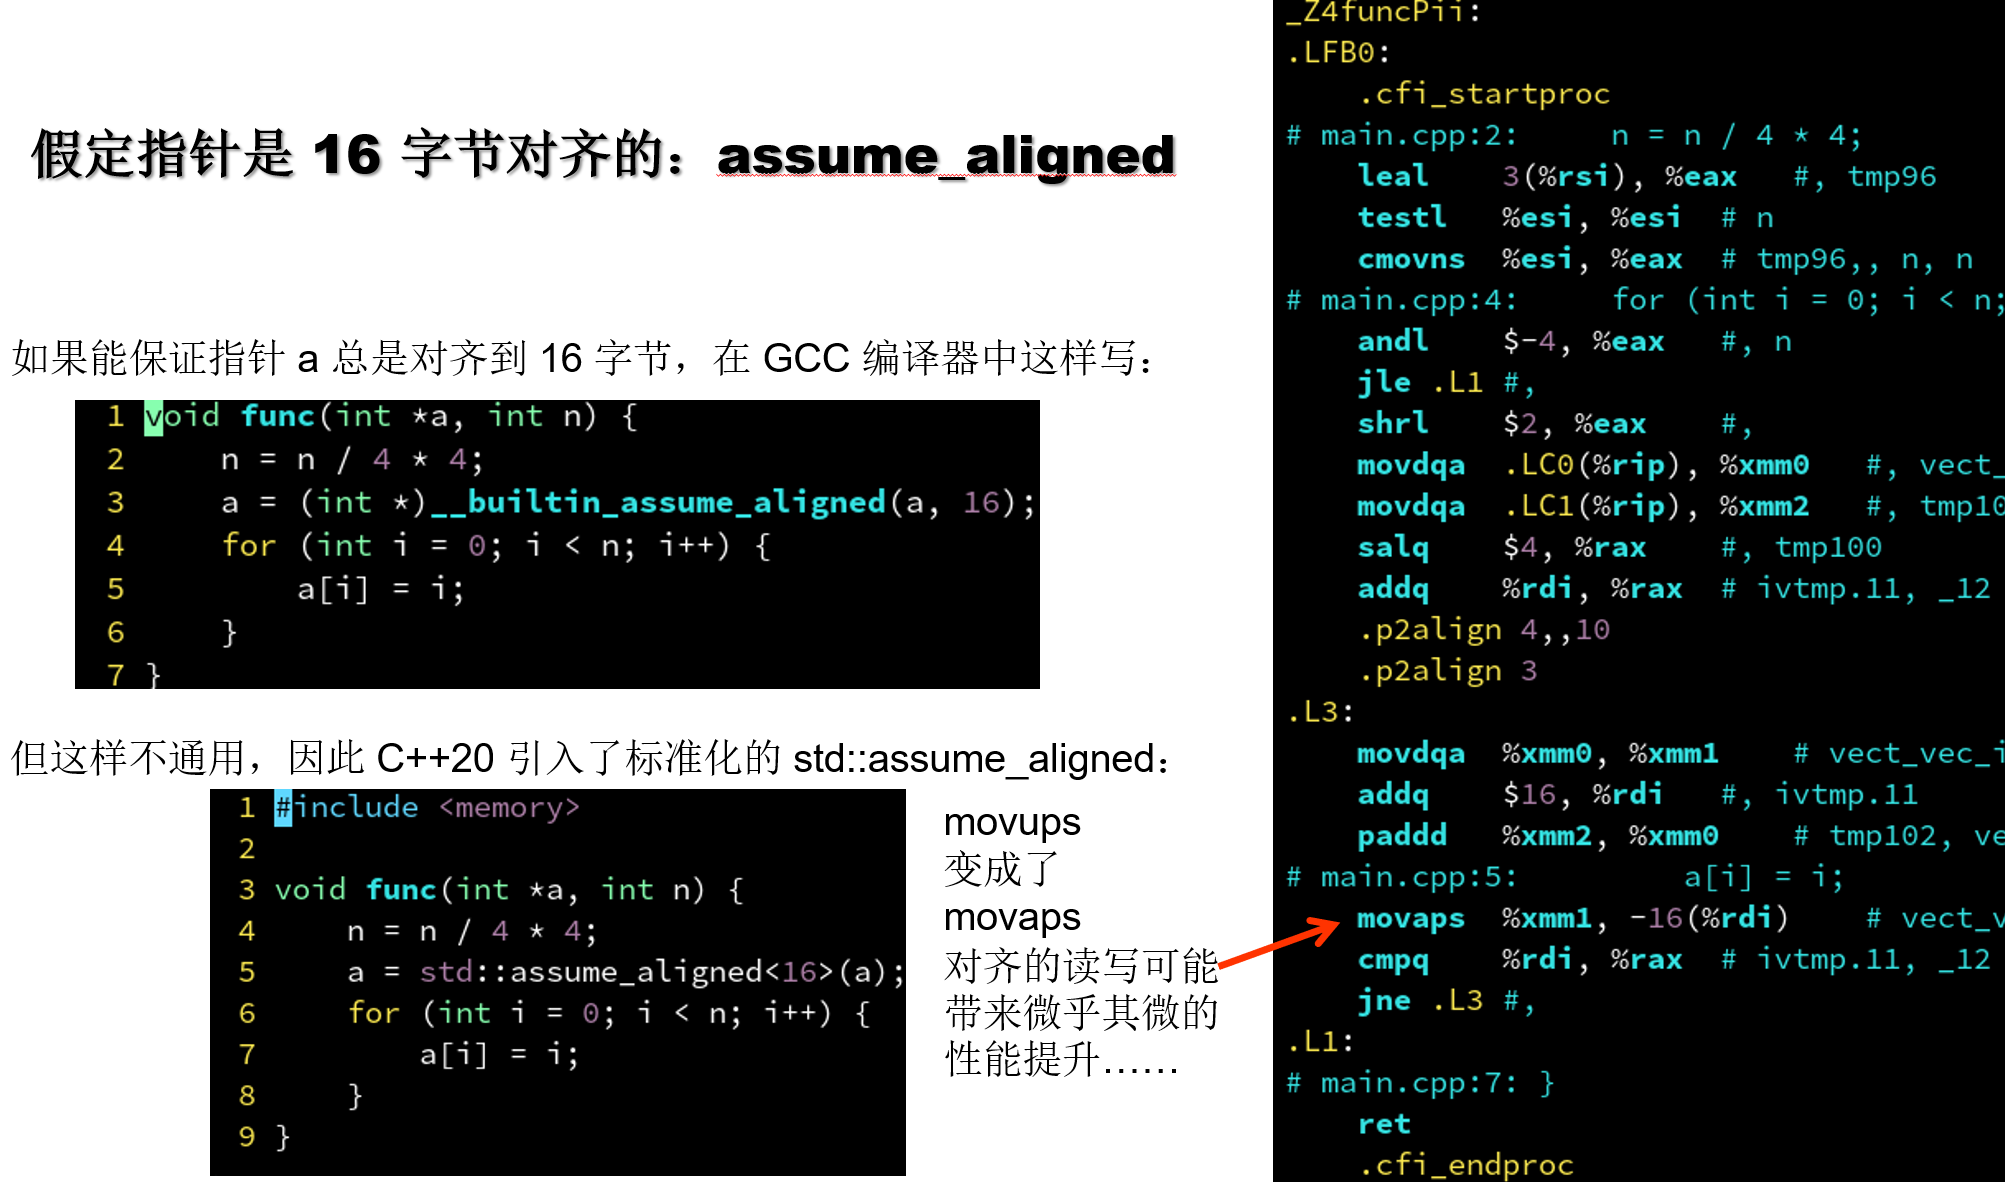 假定指针是 16 字节对齐的：assume_aligned
如果能保证指针 a 总是对齐到 16 字节，在 GCC 编译器中这样写：
1 void func(int *a, int n) {
2     n = n / 4 * 4;
3     a = (int *)__builtin_assume_aligned(a, 16);
4     for (int i = 0; i < n; i++) {
5         a[i] = i;
6     }
7 }
但这样不通用，因此 C++20 引入了标准化的 std::assume_aligned：
1 #include <memory>
2
3 void func(int *a, int n) {
4     n = n / 4 * 4;
5     a = std::assume_aligned<16>(a);
6     for (int i = 0; i < n; i++) {
7         a[i] = i;
8     }
9 }
movups
变成了
movaps
对齐的读写可能
带来微乎其微的
性能提升……
_Z4funcPii:
.LFB0:
    .cfi_startproc
# main.cpp:2:     n = n / 4 * 4;
    leal    3(%rsi), %eax   #, tmp96
    testl   %esi, %esi  # n
    cmovns  %esi, %eax  # tmp96,, n, n
# main.cpp:4:     for (int i = 0; i < n;
    andl    $-4, %eax   #, n
    jle .L1 #,
    shrl    $2, %eax    #,
    movdqa  .LC0(%rip), %xmm0   #, vect_
    movdqa  .LC1(%rip), %xmm2   #, tmp10
    salq    $4, %rax    #, tmp100
    addq    %rdi, %rax  # ivtmp.11, _12
    .p2align 4,,10
    .p2align 3
.L3:
    movdqa  %xmm0, %xmm1    # vect_vec_i
    addq    $16, %rdi   #, ivtmp.11
    paddd   %xmm2, %xmm0    # tmp102, ve
# main.cpp:5:         a[i] = i;
    movaps  %xmm1, -16(%rdi)    # vect_v
    cmpq    %rdi, %rax  # ivtmp.11, _12
    jne .L3 #,
.L1:
# main.cpp:7: }
    ret
    .cfi_endproc